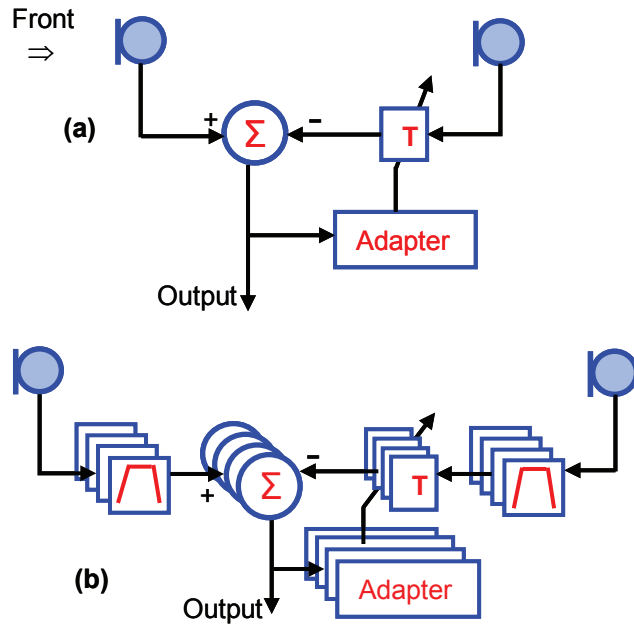 Front
⇒
(a)
+
Σ
–
T
Adapter
Output
–
+
Σ
T
(b)
Adapter
Output